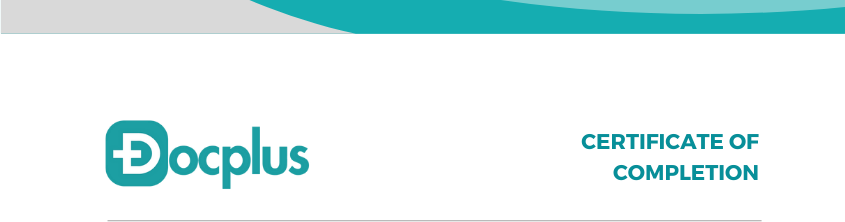 Docplus
CERTIFICATE OF
COMPLETION